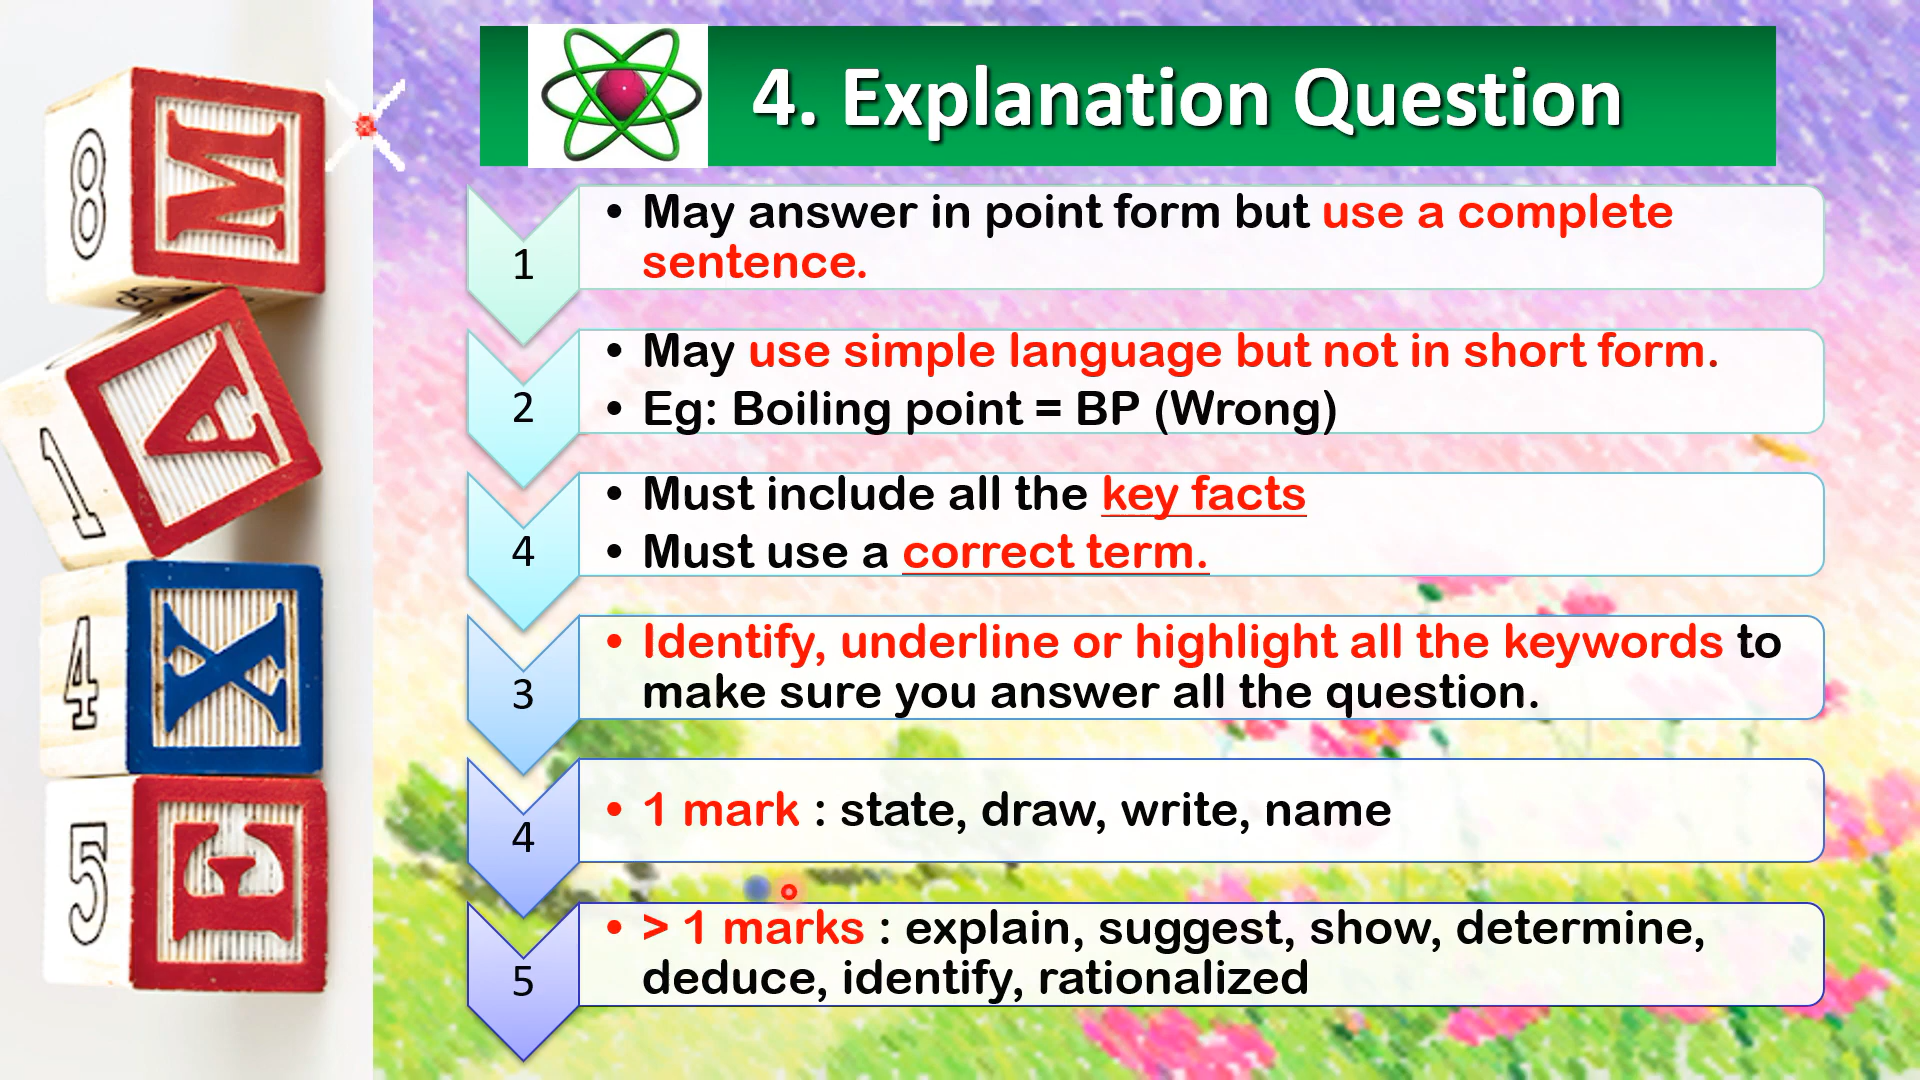 4. Explanation Question
1
• May answer in point form but use a complete
sentence.
2
• May use simple language but not in short form.
• Eg: Boiling point = BP (Wrong)
4
• Must include all the key facts
• Must use a correct term.
3
• Identify, underline or highlight all the keywords to
make sure you answer all the question.
4
• 1 mark : state, draw, write, name
5
• > 1 marks : explain, suggest, show, determine,
deduce, identify, rationalized
8 M
1 A
4 X
5 E